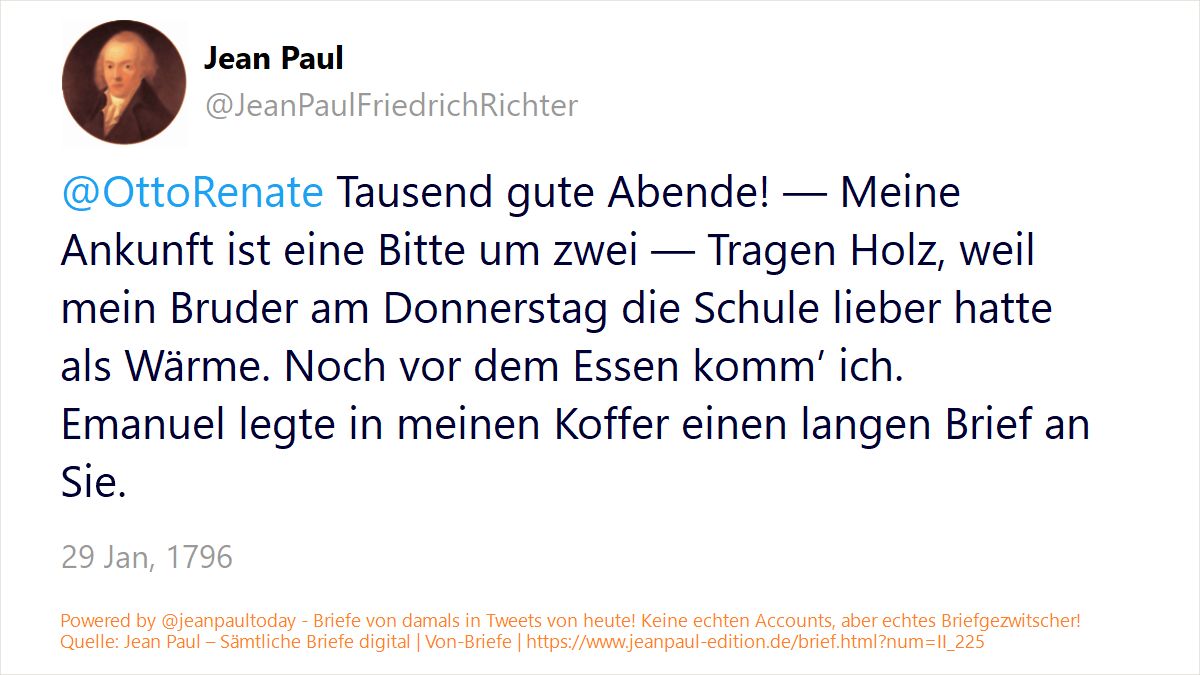 Jean Paul
@JeanPaulFriedrichRichter
@OttoRenate Tausend gute Abende! — Meine
Ankunft ist eine Bitte um zwei — Tragen Holz, weil
mein Bruder am Donnerstag die Schule lieber hatte
als Wärme. Noch vor dem Essen komm’ ich.
Emanuel legte in meinen Koffer einen langen Brief an
Sie.
29 Jan, 1796
Powered by @jeanpaultoday - Briefe von damals in Tweets von heute! Keine echten Accounts, aber echtes Briefgezwitscher!
Quelle: Jean Paul – Sämtliche Briefe digital | Von-Briefe | https://www.jeanpaul-edition.de/brief.html?num=II_225